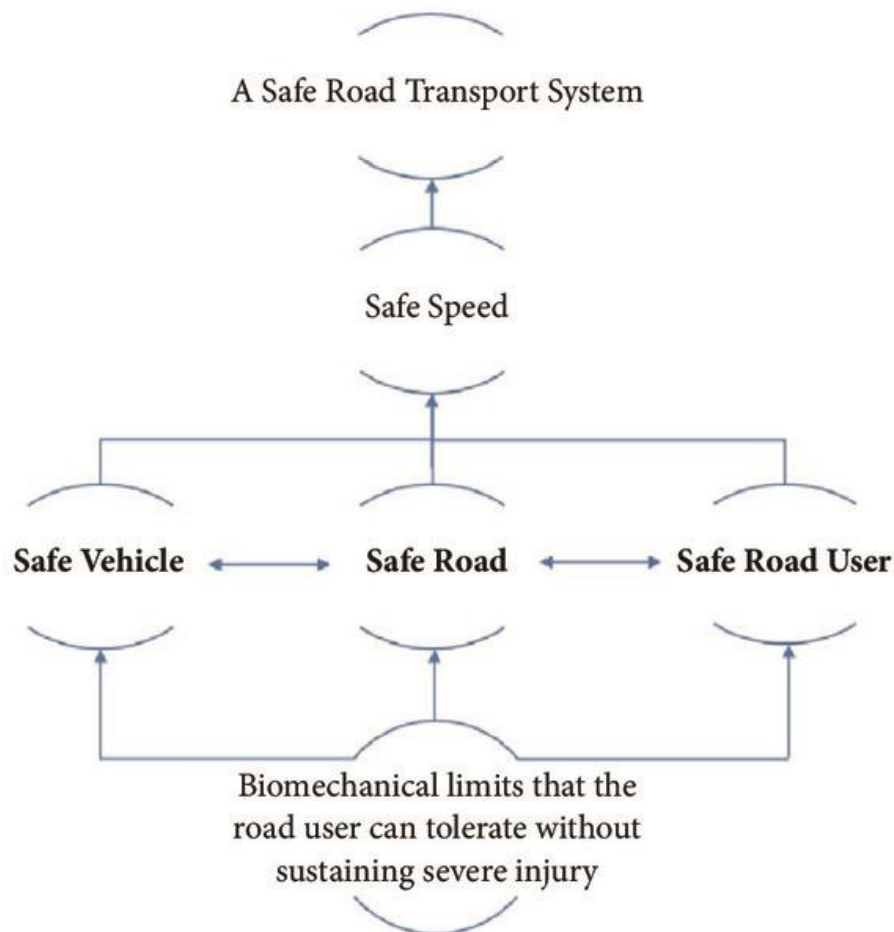 A Safe Road Transport System
Safe Speed
Safe Vehicle
Safe Road
Safe Road User
Biomechanical limits that the
road user can tolerate without
sustaining severe injury